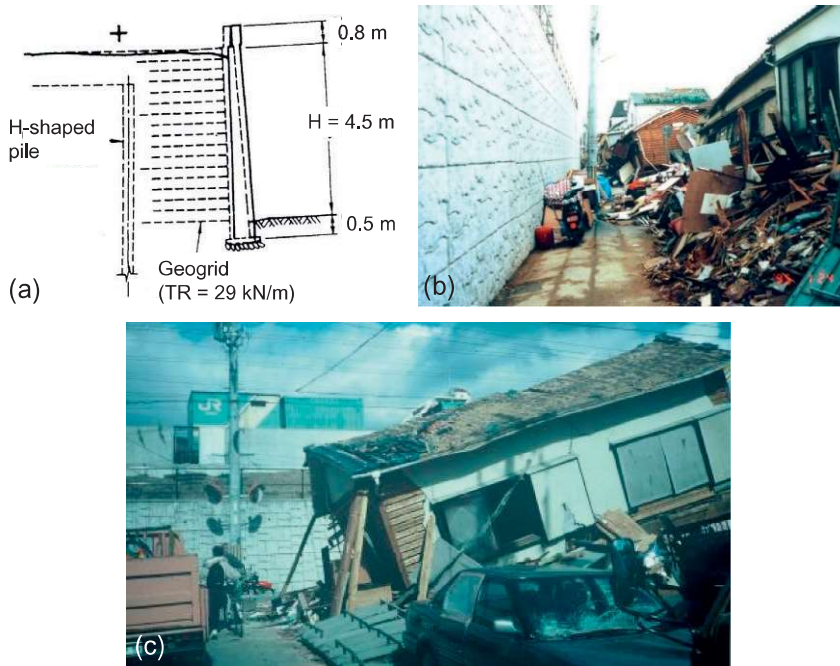 0.8 m
H-shaped
pile
H = 4.5 m
0.5 m
Geogrid
(TR = 29 kN/m)
(a)
(b)
JR
(c)